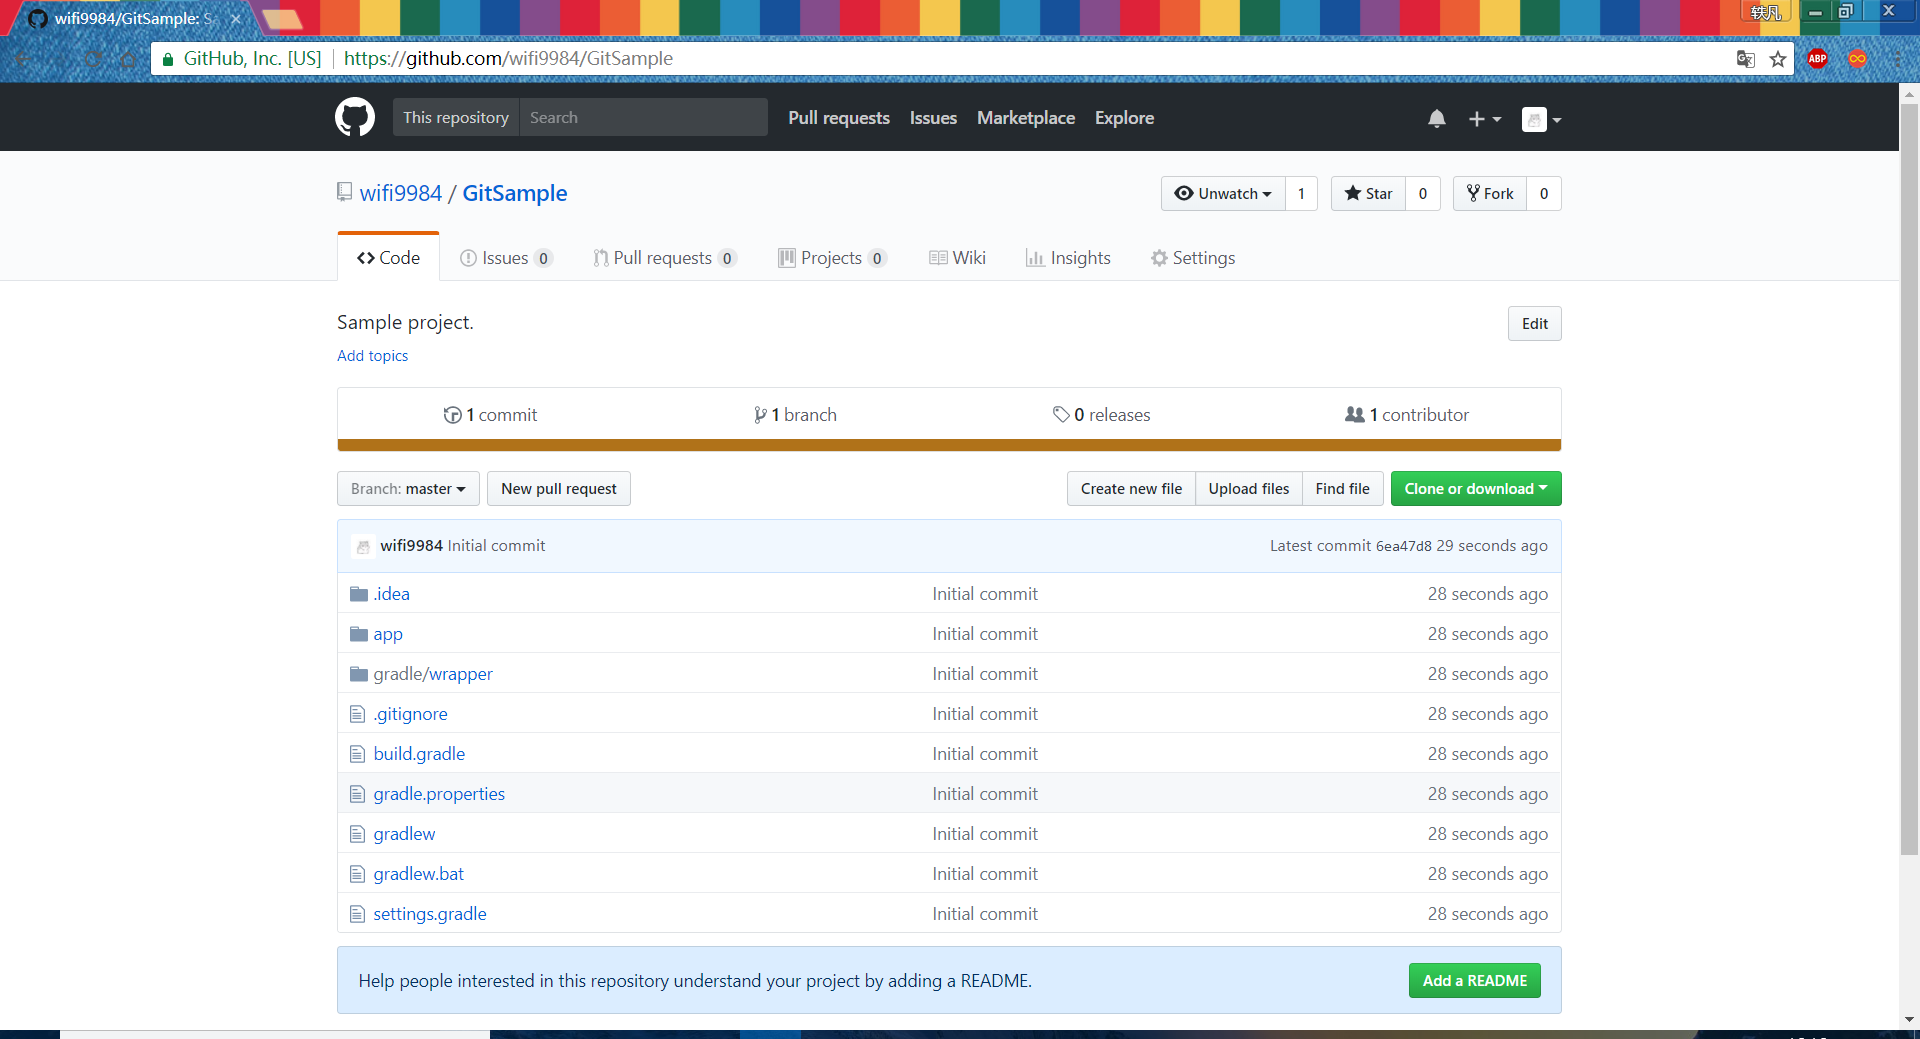 wifi9984/GitSample: S
轶凡
GitHub, Inc. [US] https://github.com/wifi9984/GitSample
ABP
This repository Search Pull requests Issues Marketplace Explore
wifi9984 / GitSample Unwatch 1 Star 0 Fork 0
Code Issues 0 Pull requests 0 Projects 0 Wiki Insights Settings
Sample project. Edit
Add topics
1 commit 1 branch 0 releases 1 contributor
Branch: master New pull request Create new file Upload files Find file Clone or download
wifi9984 Initial commit Latest commit 6ea47d8 29 seconds ago
.idea Initial commit 28 seconds ago
app Initial commit 28 seconds ago
gradle/wrapper Initial commit 28 seconds ago
.gitignore Initial commit 28 seconds ago
build.gradle Initial commit 28 seconds ago
gradle.properties Initial commit 28 seconds ago
gradlew Initial commit 28 seconds ago
gradlew.bat Initial commit 28 seconds ago
settings.gradle Initial commit 28 seconds ago
Help people interested in this repository understand your project by adding a README. Add a README